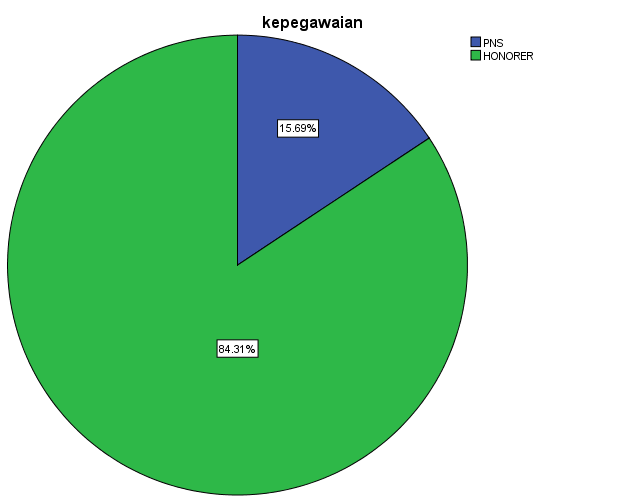 kepegawaian
PNS
HONORER
15.69%
84.31%